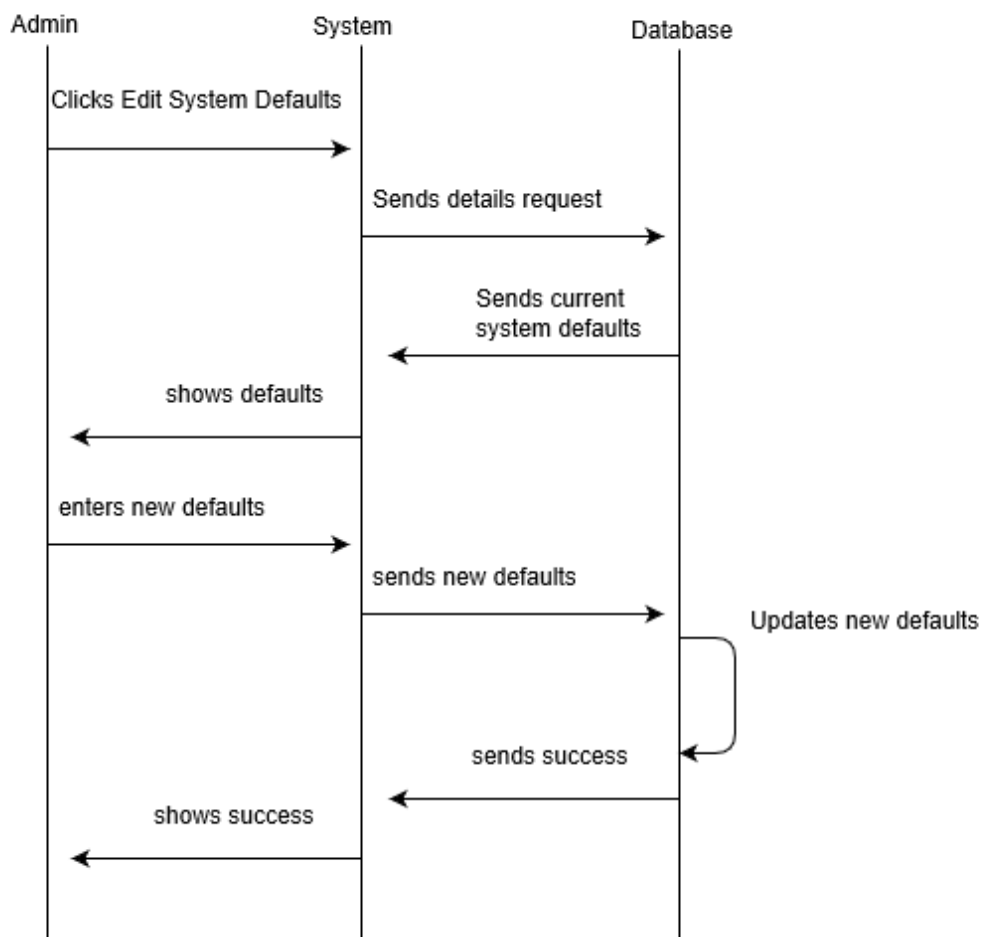 Admin
System
Database
Clicks Edit System Defaults
Sends details request
Sends current
system defaults
shows defaults
enters new defaults
sends new defaults
Updates new defaults
sends success
shows success